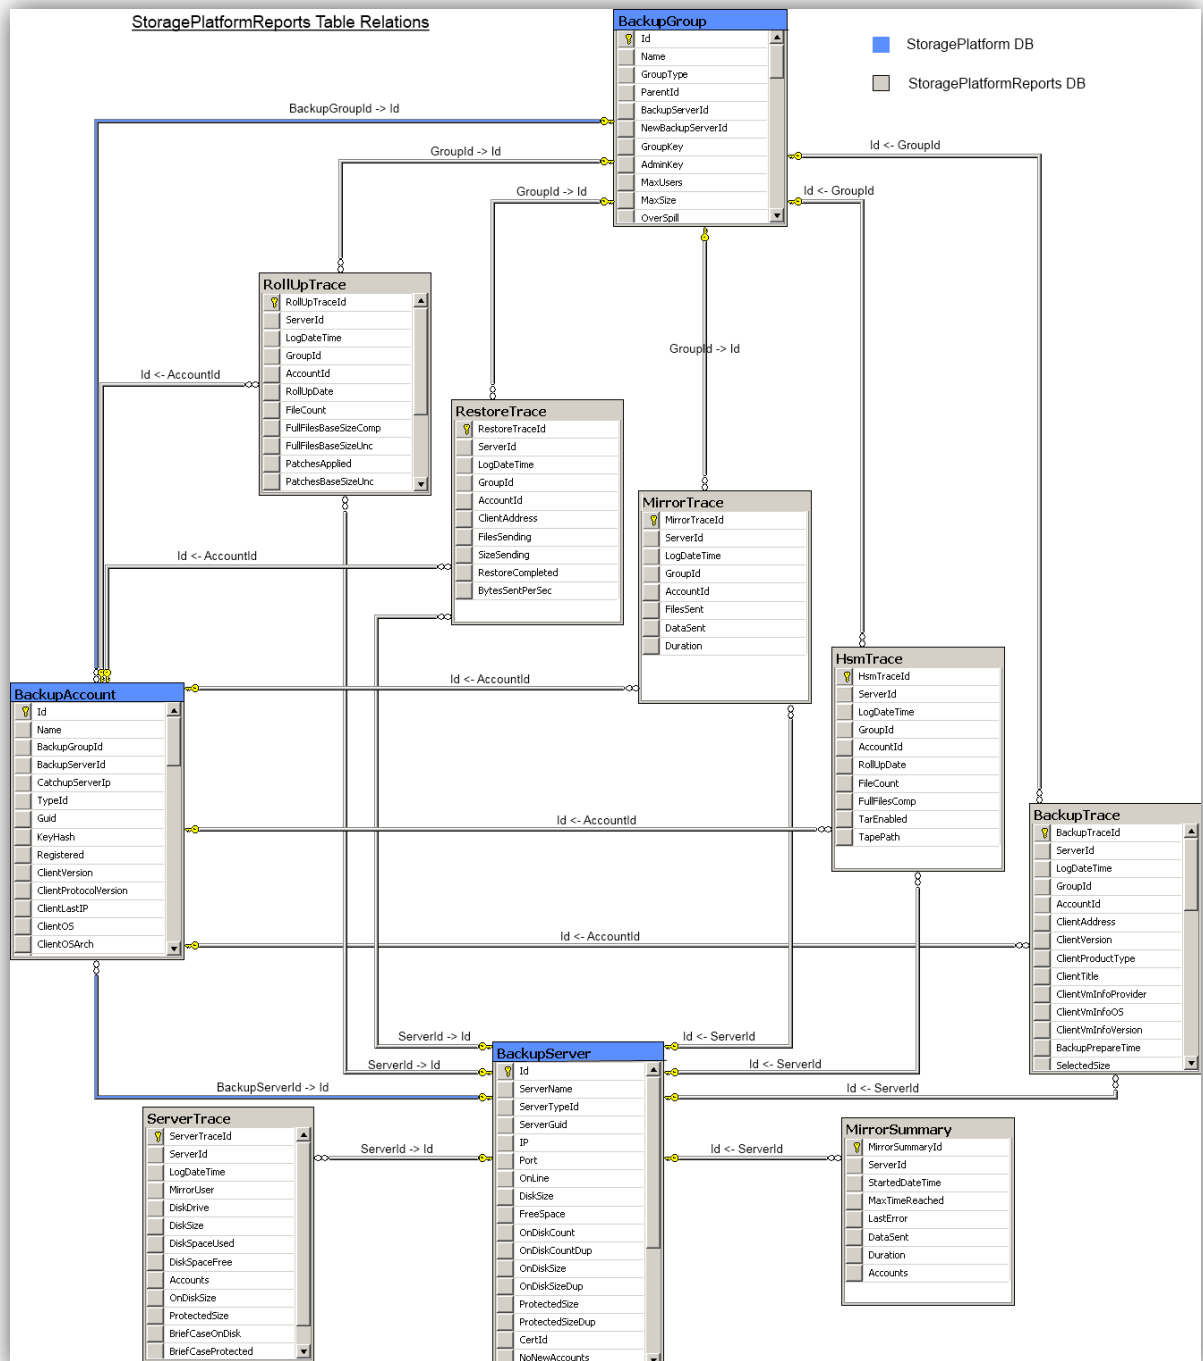 StoragePlatformReports Table Relations
StoragePlatform DB
StoragePlatformReports DB
BackupGroup
Id
Name
GroupType
ParentId
BackupServerId
NewBackupServerId
GroupKey
AdminKey
MaxUsers
MaxSize
OverSpill
BackupGroupId -> Id
GroupId -> Id
GroupId -> Id
Id <- GroupId
Id <- GroupId
GroupId -> Id
RollUpTrace
RollUpTraceId
ServerId
LogDateTime
GroupId
AccountId
RollUpDate
FileCount
FullFilesBaseSizeComp
FullFilesBaseSizeUnc
PatchesApplied
PatchesBaseSizeUnc
Id <- AccountId
RestoreTrace
RestoreTraceId
ServerId
LogDateTime
GroupId
AccountId
ClientAddress
FilesSending
SizeSending
RestoreCompleted
BytesSentPerSec
Id <- AccountId
MirrorTrace
MirrorTraceId
ServerId
LogDateTime
GroupId
AccountId
FilesSent
DataSent
Duration
Id <- AccountId
HsmTrace
HsmTraceId
ServerId
LogDateTime
GroupId
AccountId
RollUpDate
FileCount
FullFilesComp
TarEnabled
TapePath
Id <- AccountId
BackupAccount
Id
Name
BackupGroupId
BackupServerId
CatchupServerIp
TypeId
Guid
KeyHash
Registered
ClientVersion
ClientProtocolVersion
ClientLastIP
ClientOS
ClientOSArch
BackupTrace
BackupTraceId
ServerId
LogDateTime
GroupId
AccountId
ClientAddress
ClientVersion
ClientProductType
ClientTitle
ClientVmInfoProvider
ClientVmInfoOS
ClientVmInfoVersion
BackupPrepareTime
SelectedSize
Id <- AccountId
ServerId -> Id
ServerId -> Id
BackupServerId -> Id
Id <- ServerId
Id <- ServerId
Id <- ServerId
BackupServer
Id
ServerName
ServerTypeId
ServerGuid
IP
Port
OnLine
DiskSize
FreeSpace
OnDiskCount
OnDiskCountDup
OnDiskSize
OnDiskSizeDup
ProtectedSize
ProtectedSizeDup
CertId
NoNewAccounts
ServerTrace
ServerTraceId
ServerId
LogDateTime
MirrorUser
DiskDrive
DiskSize
DiskSpaceUsed
DiskSpaceFree
Accounts
OnDiskSize
ProtectedSize
BriefCaseOnDisk
BriefCaseProtected
ServerId -> Id
Id <- ServerId
MirrorSummary
MirrorSummaryId
ServerId
StartedDateTime
MaxTimeReached
LastError
DataSent
Duration
Accounts